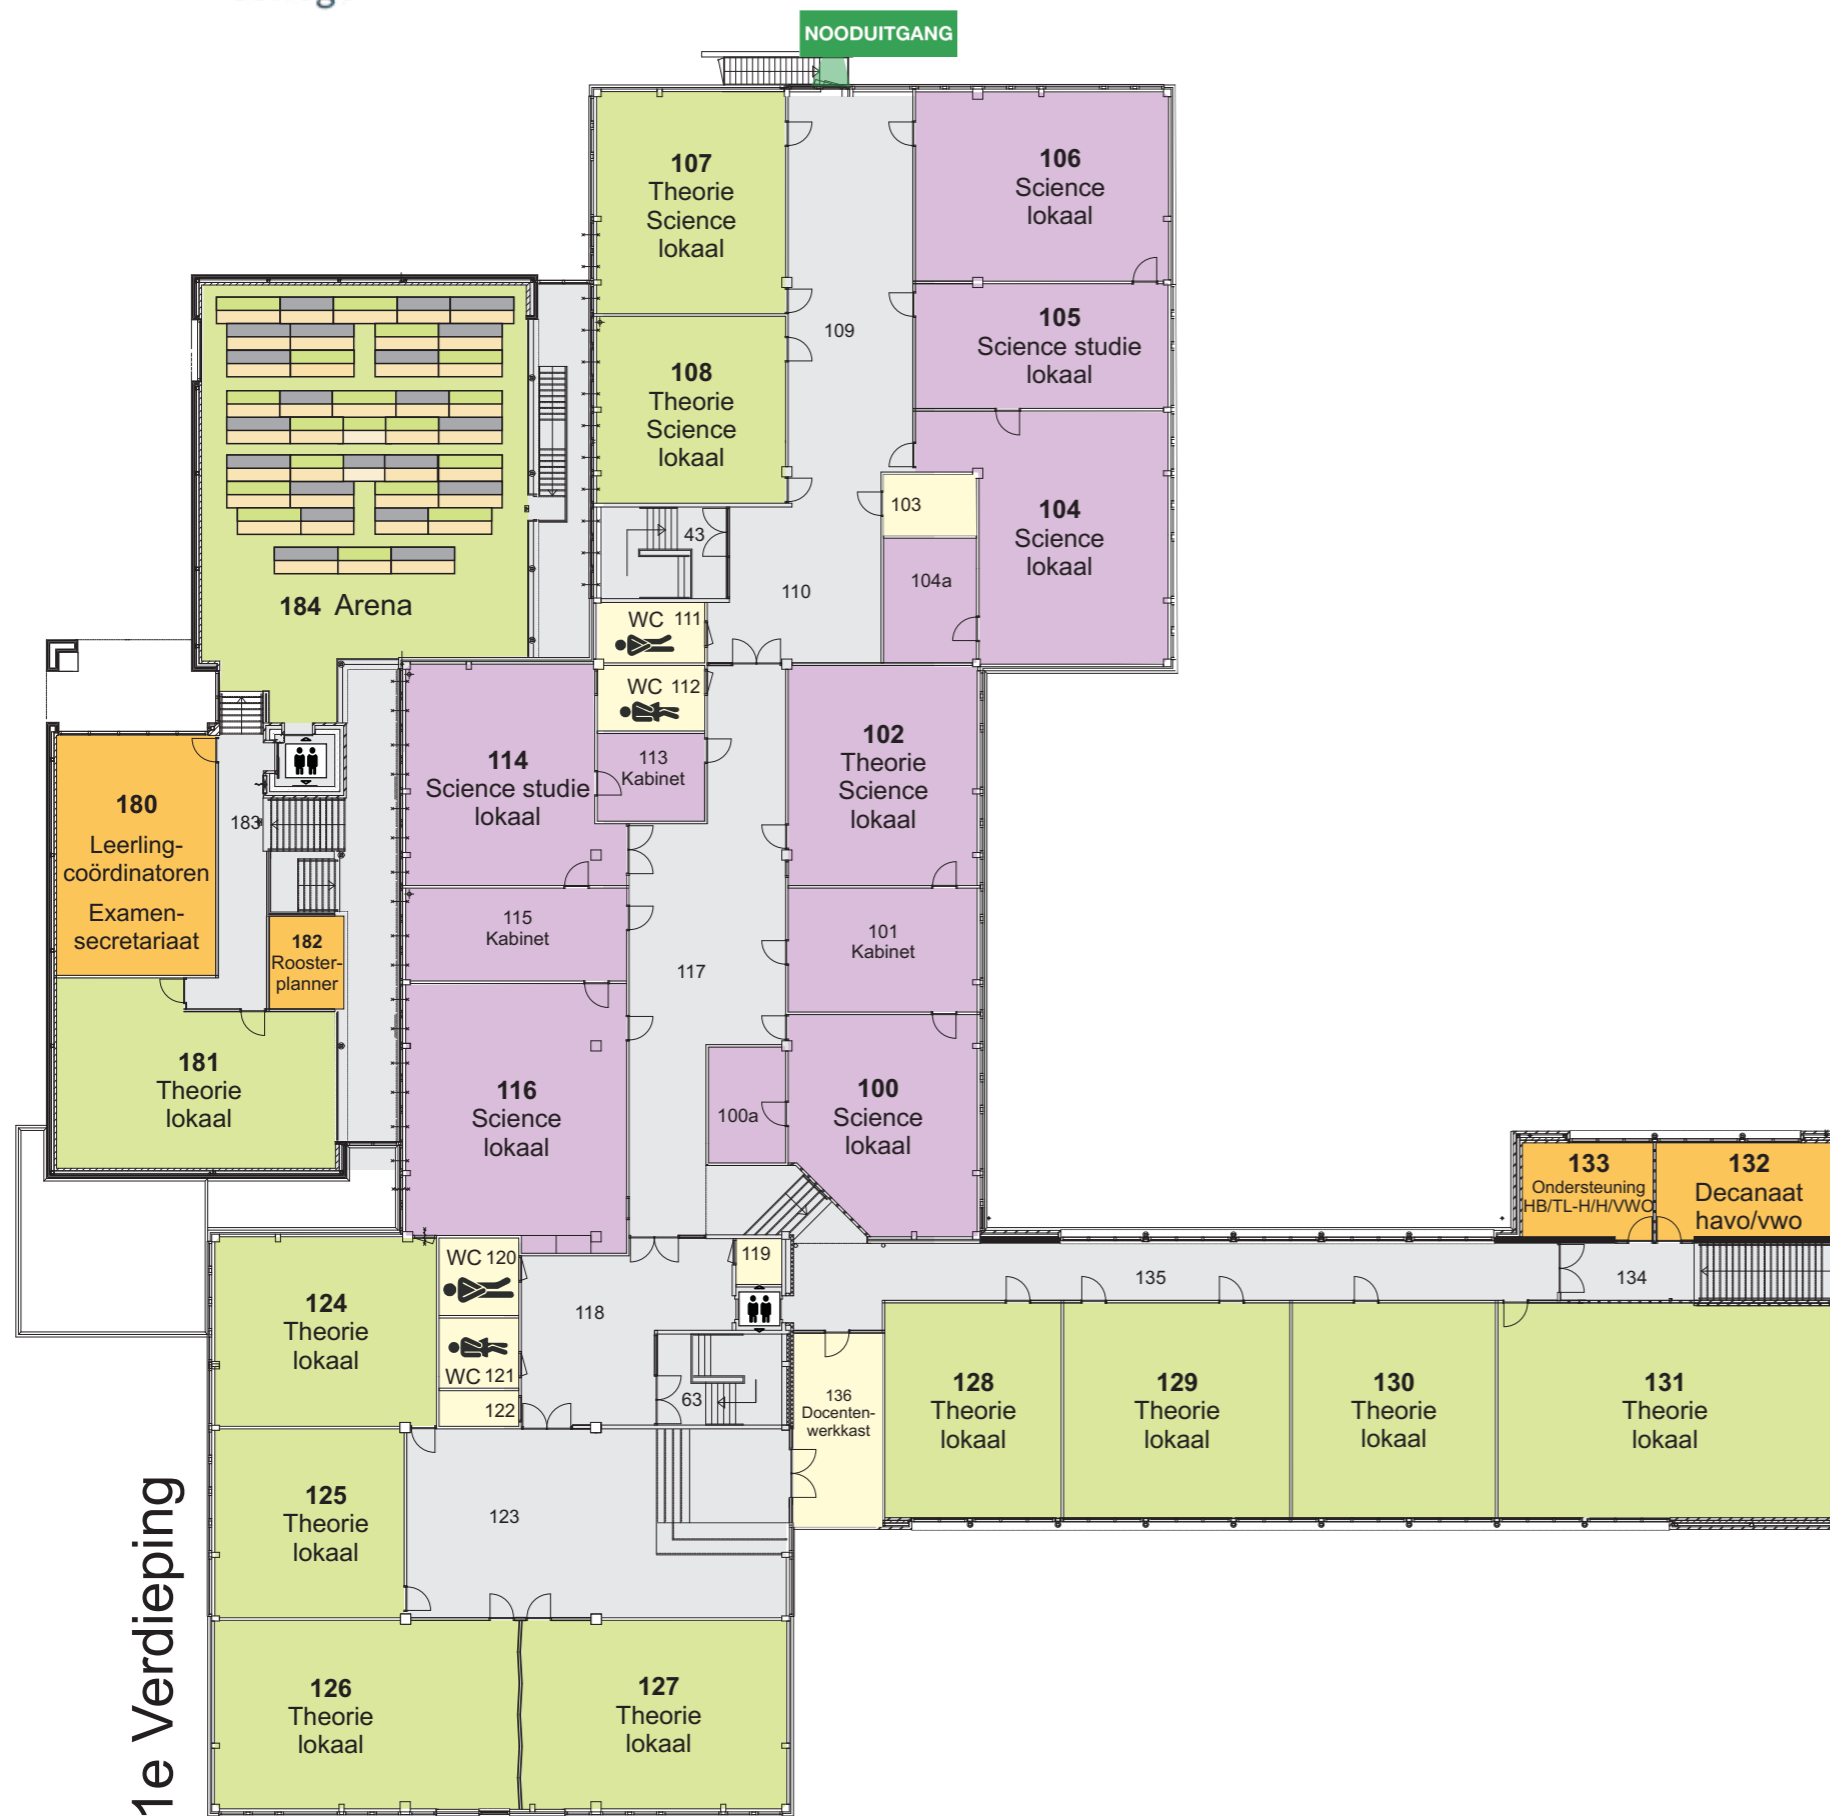 NOODUITGANG
107
Theorie
Science
lokaal
106
Science
lokaal
109
105
Science studie
lokaal
108
Theorie
Science
lokaal
103
104
Science
lokaal
104a
43
110
184 Arena
WC 111
WC 112
113
Kabinet
114
Science studie
lokaal
102
Theorie
Science
lokaal
180
Leerling-
coördinatoren
Examen-
secretariaat
183
182
Rooster-
planner
115
Kabinet
101
Kabinet
117
181
Theorie
lokaal
116
Science
lokaal
100a
100
Science
lokaal
133
Ondersteuning
HB/TL-H/H/VWO
132
Decanaat
havo/vwo
WC 120
119
135
134
118
124
Theorie
lokaal
WC 121
122
63
136
Docenten-
werkkast
128
Theorie
lokaal
129
Theorie
lokaal
130
Theorie
lokaal
131
Theorie
lokaal
125
Theorie
lokaal
123
126
Theorie
lokaal
127
Theorie
lokaal
1e Verdieping